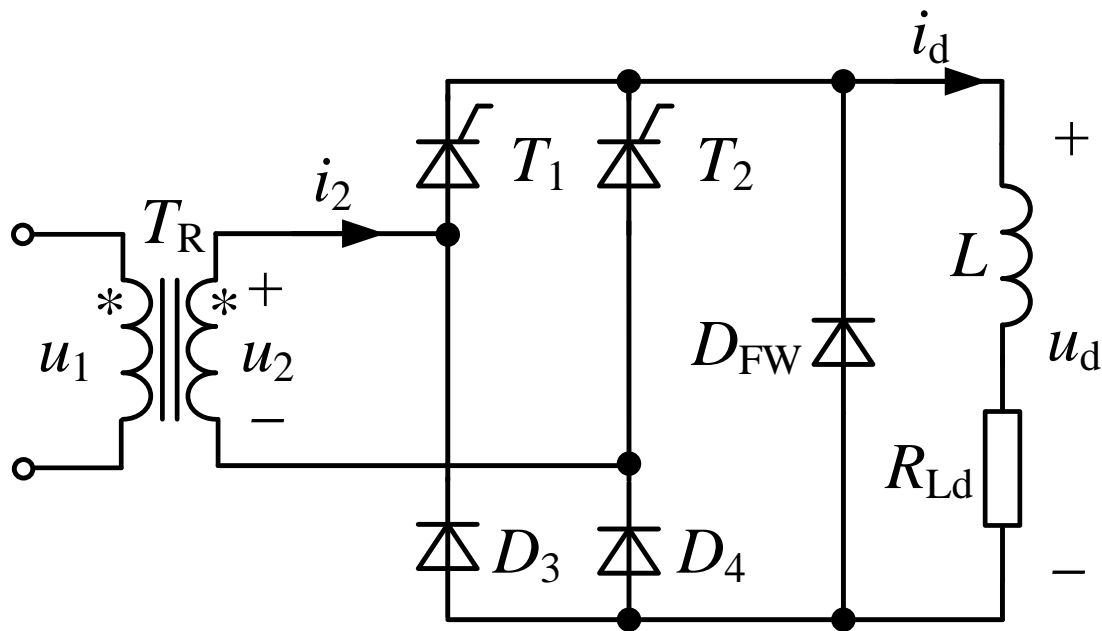 i_d
T_1
T_2
+
i_2
T_R
* * +
L
u_1
u_2
D_FW
u_d
−
R_Ld
D_3
D_4
−